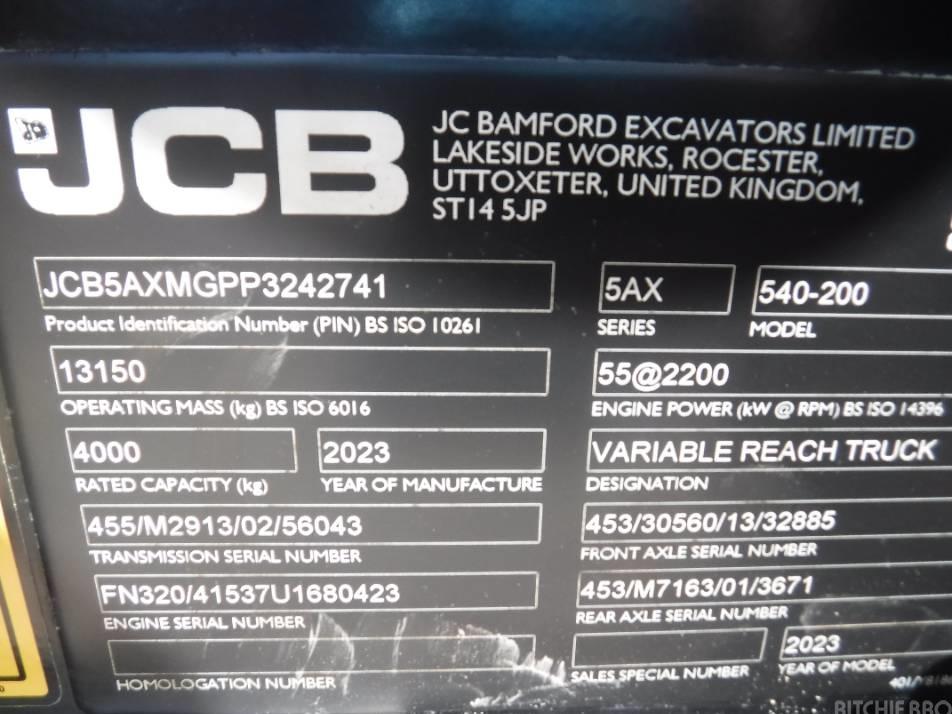 JCB
JC BAMFORD EXCAVATORS LIMITED
LAKESIDE WORKS, ROCESTER,
UTTOXETER, UNITED KINGDOM,
ST14 5JP
JCB5AXMGPP3242741
Product Identification Number (PIN) BS ISO 10261
5AX
SERIES
540-200
MODEL
13150
OPERATING MASS (kg) BS ISO 6016
55@2200
ENGINE POWER (kW @ RPM) BS ISO 14396
4000
RATED CAPACITY (kg)
2023
YEAR OF MANUFACTURE
VARIABLE REACH TRUCK
DESIGNATION
455/M2913/02/56043
TRANSMISSION SERIAL NUMBER
453/30560/13/32885
FRONT AXLE SERIAL NUMBER
FN320/41537U1680423
ENGINE SERIAL NUMBER
453/M7163/01/3671
REAR AXLE SERIAL NUMBER
HOMOLOGATION NUMBER
SALES SPECIAL NUMBER
2023
YEAR OF MODEL